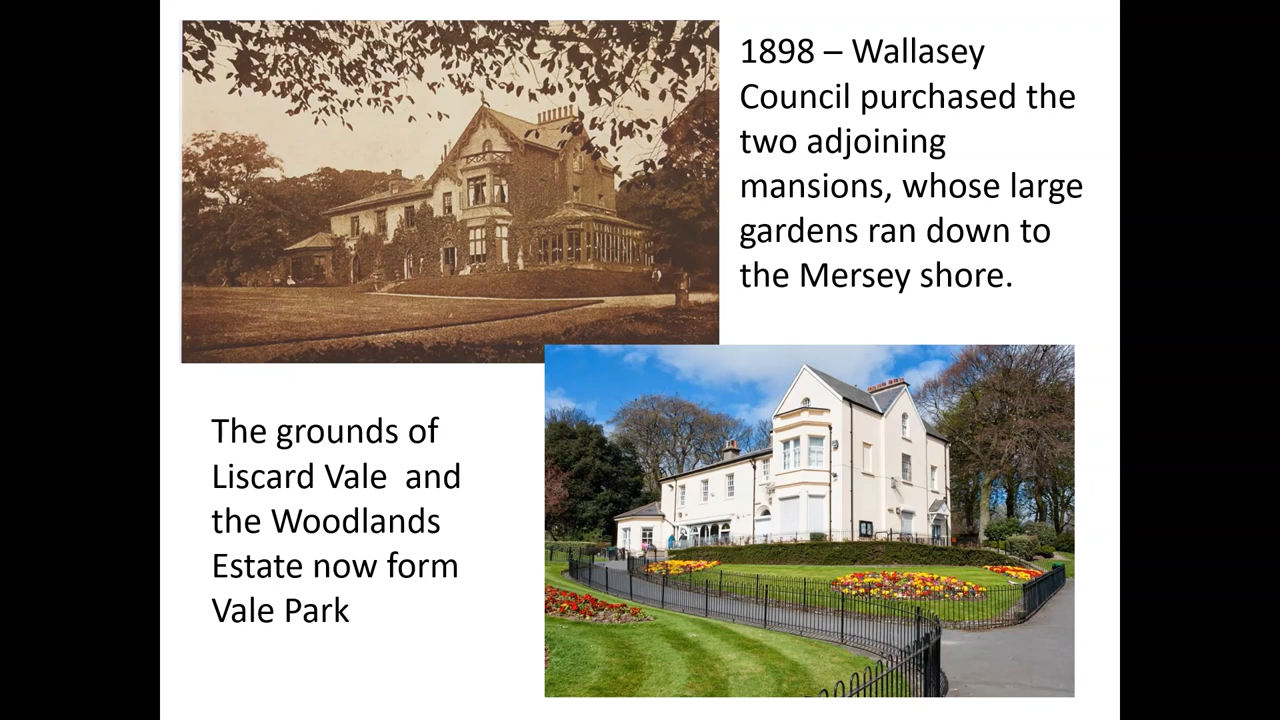 1898 – Wallasey
Council purchased the
two adjoining
mansions, whose large
gardens ran down to
the Mersey shore.
The grounds of
Liscard Vale  and
the Woodlands
Estate now form
Vale Park